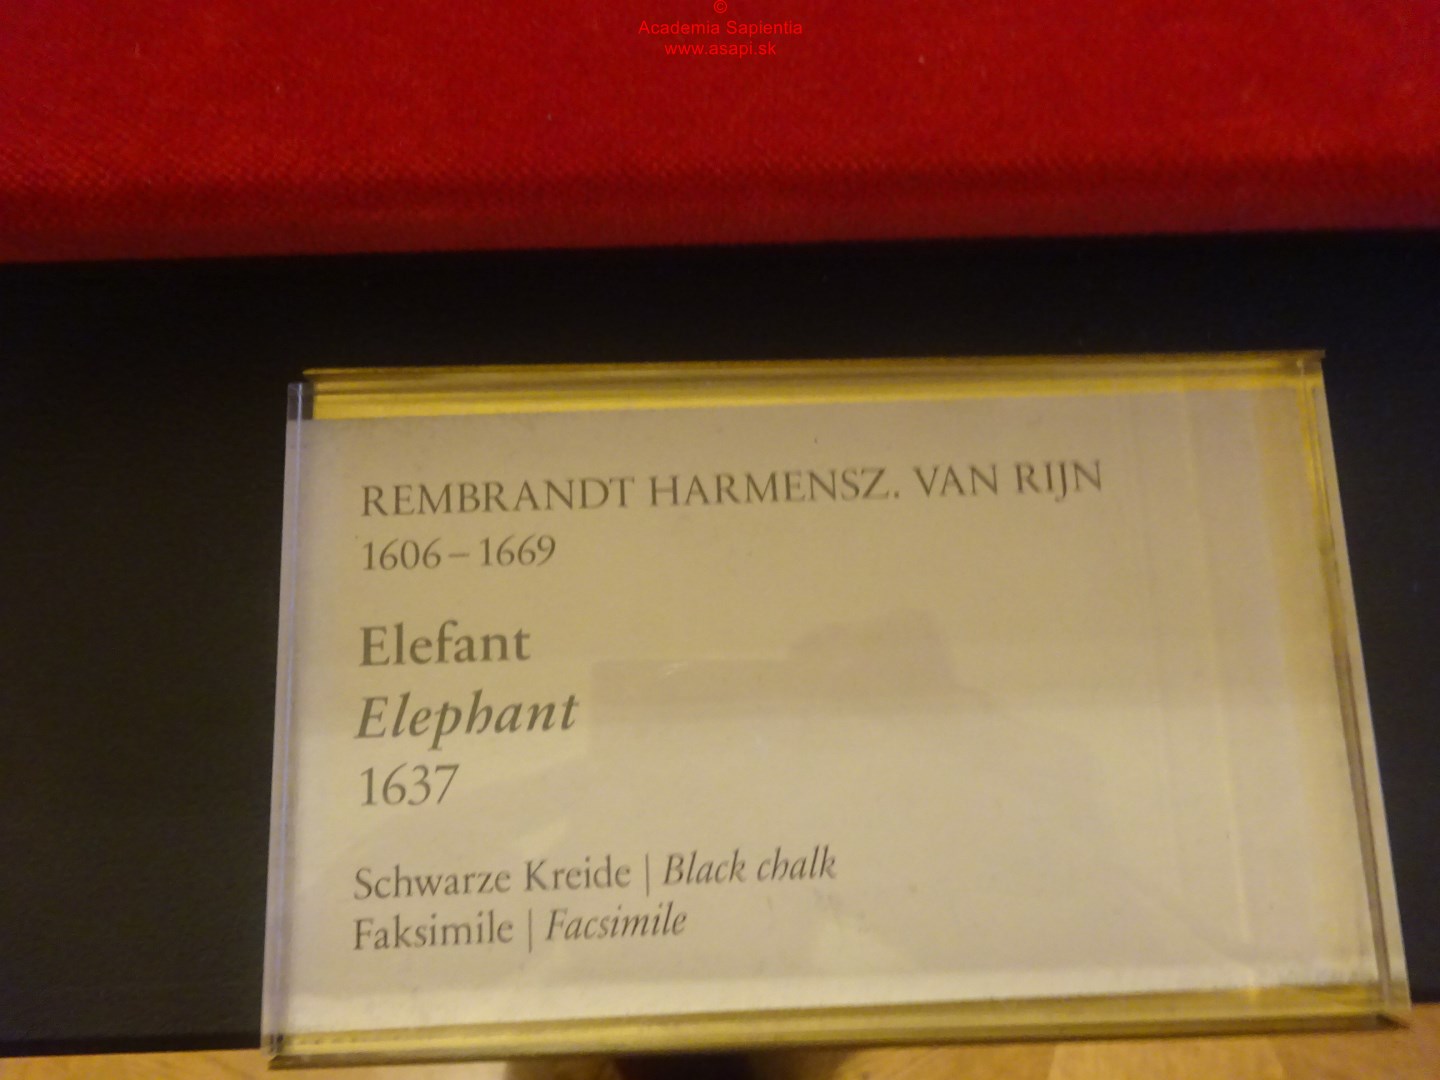 ©
Academia Sapientia
www.asapi.sk
REMBRANDT HARMENSZ. VAN RIJN
1606 – 1669
Elefant
Elephant
1637
Schwarze Kreide | Black chalk
Faksimile | Facsimile